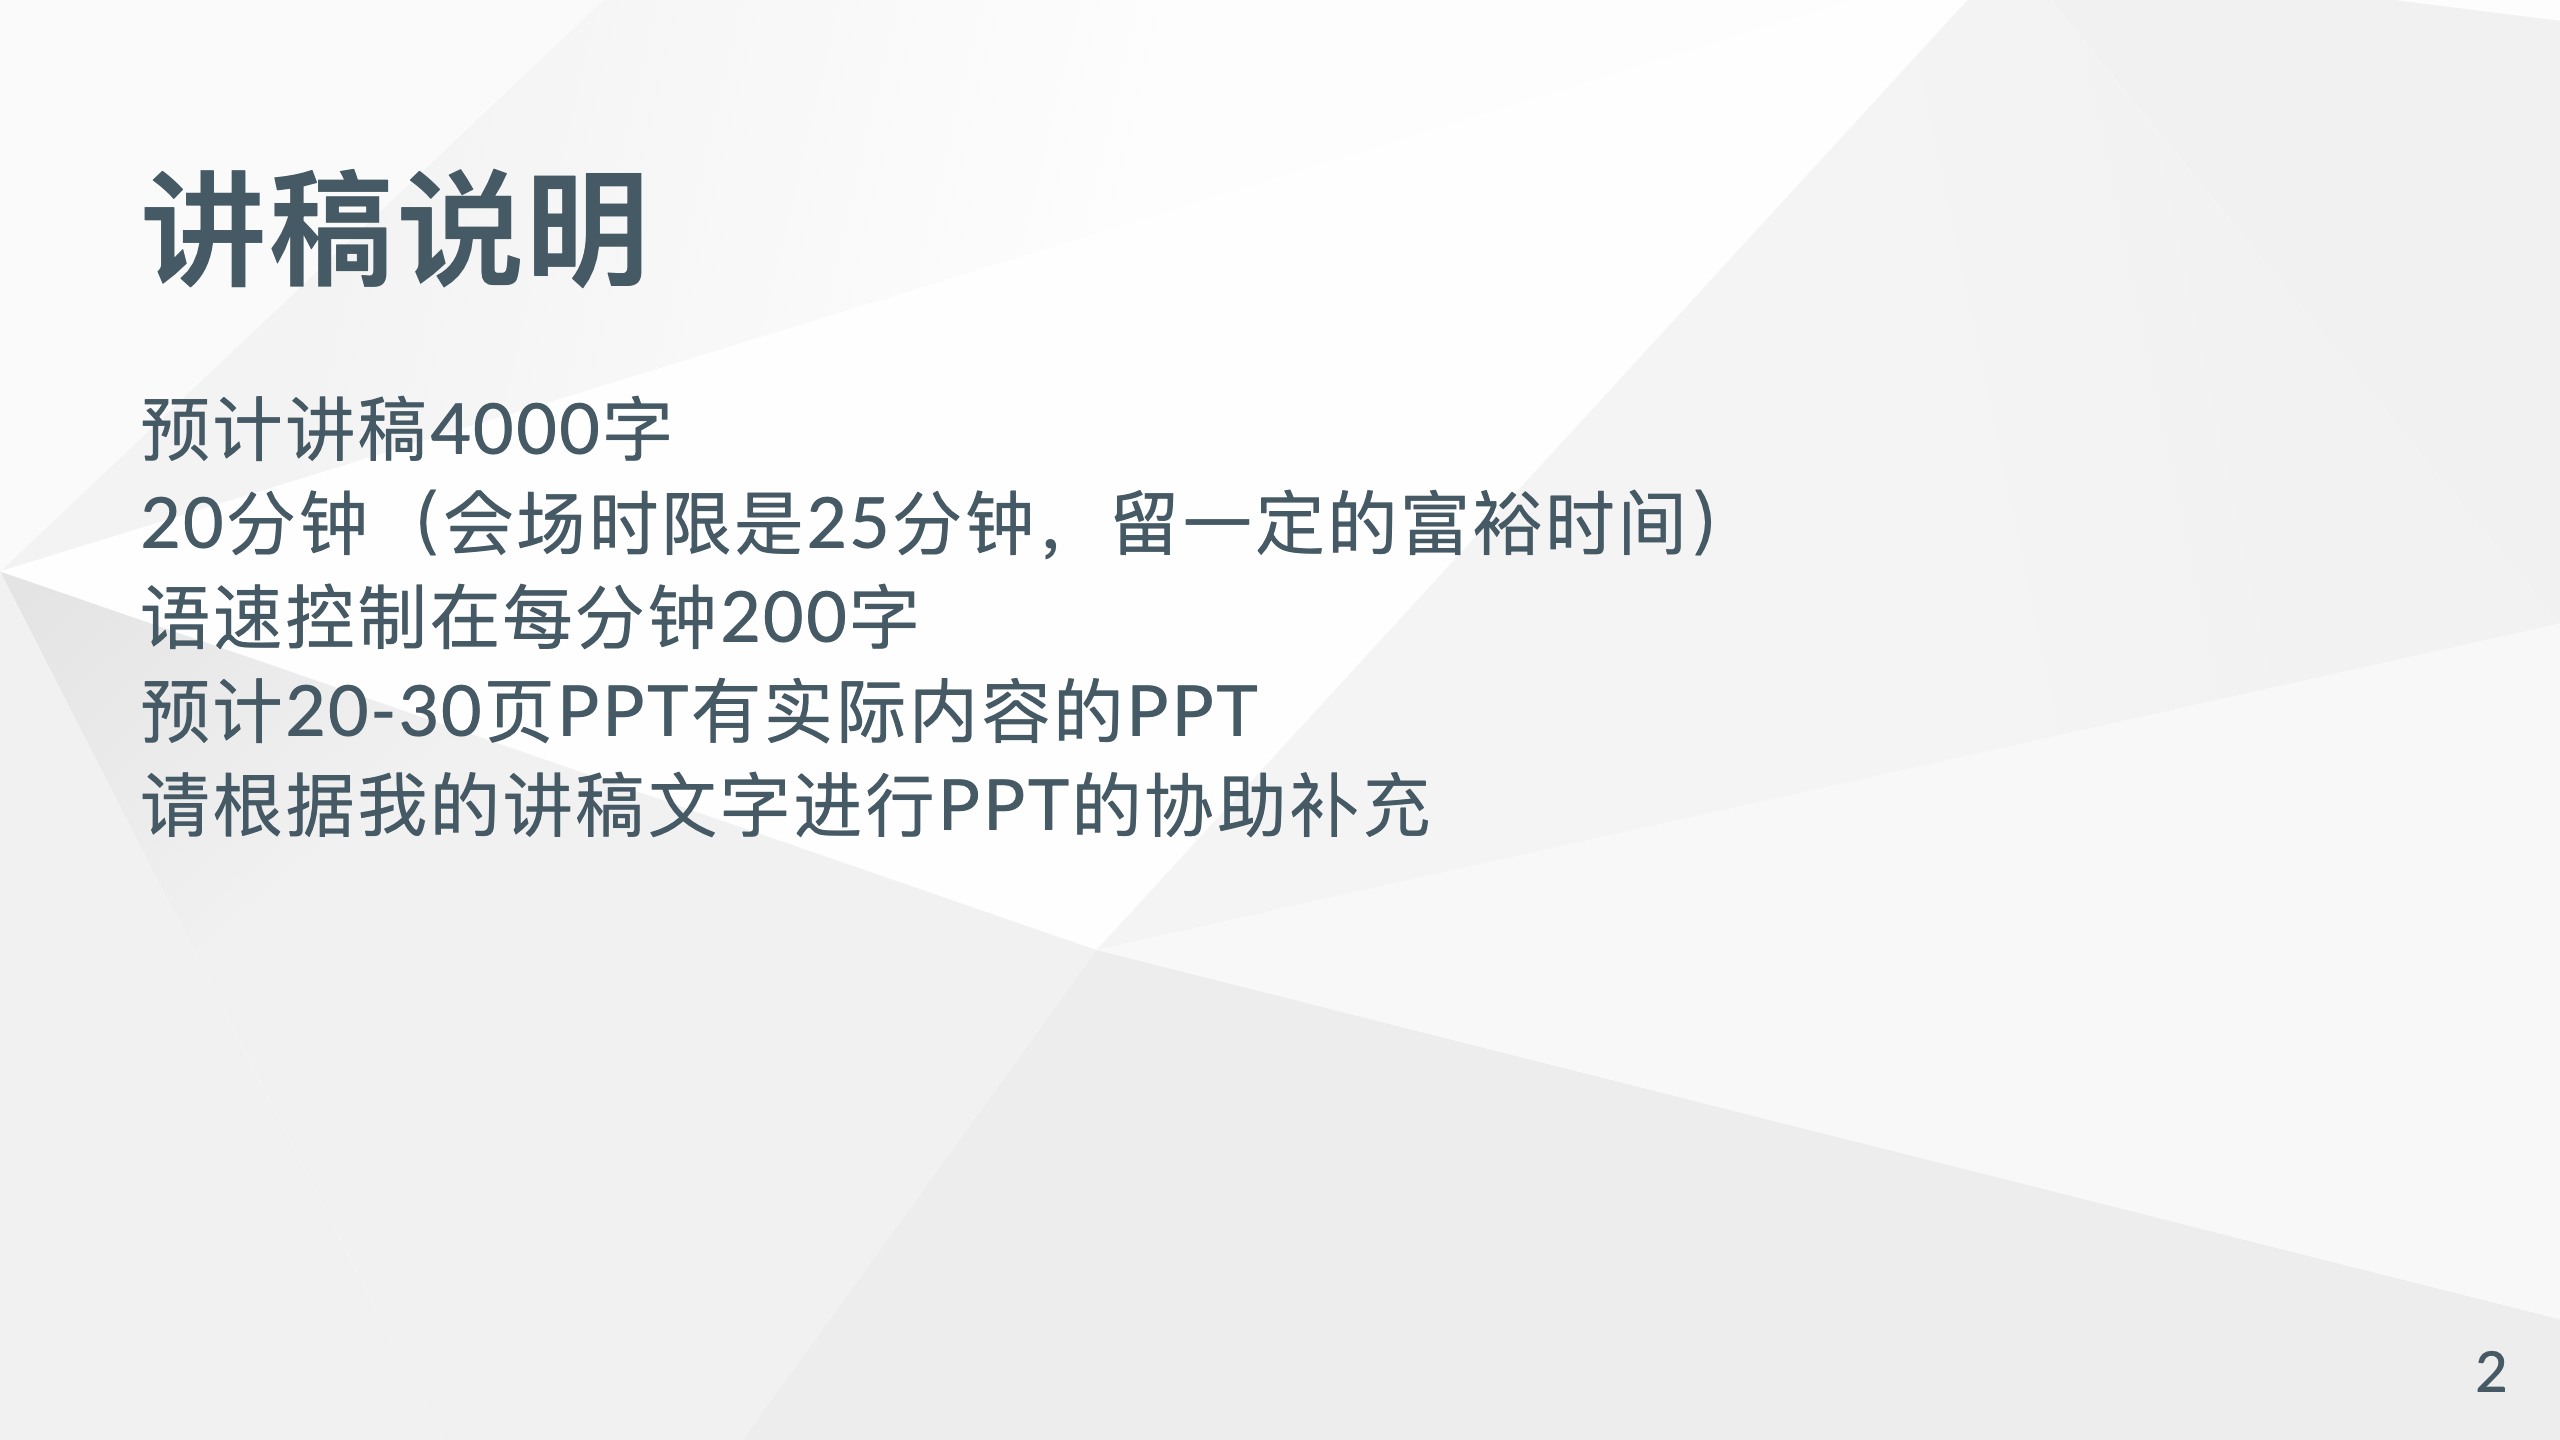 讲稿说明
预计讲稿4000字
20分钟（会场时限是25分钟，留一定的富裕时间）
语速控制在每分钟200字
预计20-30页PPT有实际内容的PPT
请根据我的讲稿文字进行PPT的协助补充
2